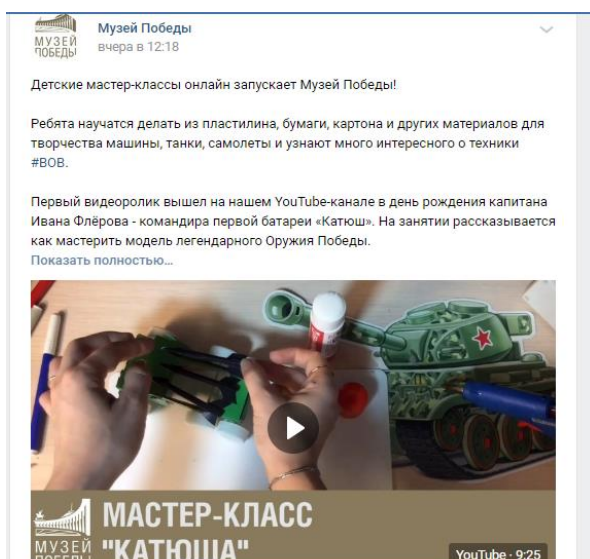 МУЗЕЙ
ПОБЕДЫ
Музей Победы
вчера в 12:18
Детские мастер-классы онлайн запускает Музей Победы!
Ребята научатся делать из пластилина, бумаги, картона и других материалов для
творчества машины, танки, самолеты и узнают много интересного о техники
#ВОВ.
Первый видеоролик вышел на нашем YouTube-канале в день рождения капитана
Ивана Флёрова - командира первой батареи «Катюш». На занятии рассказывается
как мастерить модель легендарного Оружия Победы.
Показать полностью...
МАСТЕР-КЛАСС
МУЗЕЙ
ПОБЕДЫ
"КАТЮША"
YouTube · 9:25